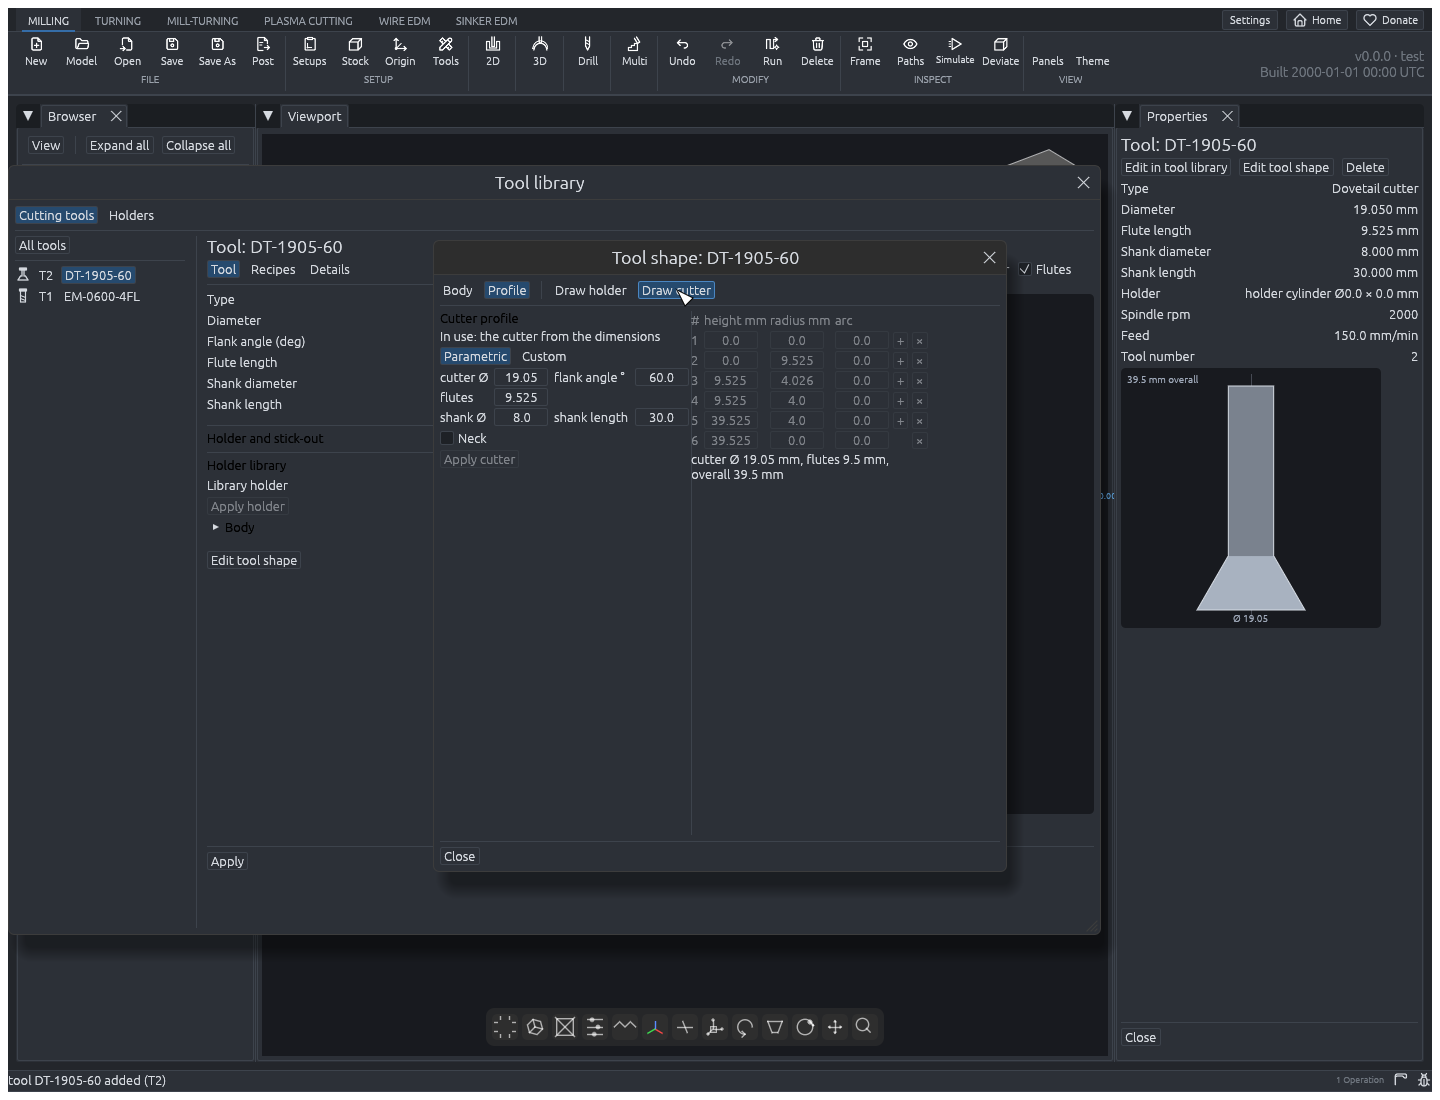 MILLING TURNING MILL-TURNING PLASMA CUTTING WIRE EDM SINKER EDM Settings Home Donate
New Model Open Save Save As Post Setups Stock Origin Tools 2D 3D Drill Multi Undo Redo Run Delete Frame Paths Simulate Deviate Panels Theme
FILE SETUP MODIFY INSPECT VIEW
v0.0.0 · test
Built 2000-01-01 00:00 UTC
Browser
View Expand all Collapse all
Viewport
Tool library
Cutting tools Holders
All tools
T2 DT-1905-60
T1 EM-0600-4FL
Tool: DT-1905-60
Tool Recipes Details
Flutes
Type
Diameter
Flank angle (deg)
Flute length
Shank diameter
Shank length
Holder and stick-out
Holder library
Library holder
Apply holder
Body
Edit tool shape
Apply
Tool shape: DT-1905-60
Body Profile Draw holder Draw cutter
Cutter profile
In use: the cutter from the dimensions
Parametric Custom
cutter Ø 19.05 flank angle ° 60.0
flutes 9.525
shank Ø 8.0 shank length 30.0
Neck
Apply cutter
# height mm radius mm arc
1 0.0 0.0 0.0 + ×
2 0.0 9.525 0.0 + ×
3 9.525 4.026 0.0 + ×
4 9.525 4.0 0.0 + ×
5 39.525 4.0 0.0 + ×
6 39.525 0.0 0.0 ×
cutter Ø 19.05 mm, flutes 9.5 mm,
overall 39.5 mm
Close
Properties
Tool: DT-1905-60
Edit in tool library Edit tool shape Delete
Type Dovetail cutter
Diameter 19.050 mm
Flute length 9.525 mm
Shank diameter 8.000 mm
Shank length 30.000 mm
Holder holder cylinder Ø0.0 × 0.0 mm
Spindle rpm 2000
Feed 150.0 mm/min
Tool number 2
39.5 mm overall
Ø 19.05
Close
tool DT-1905-60 added (T2)
1 Operation